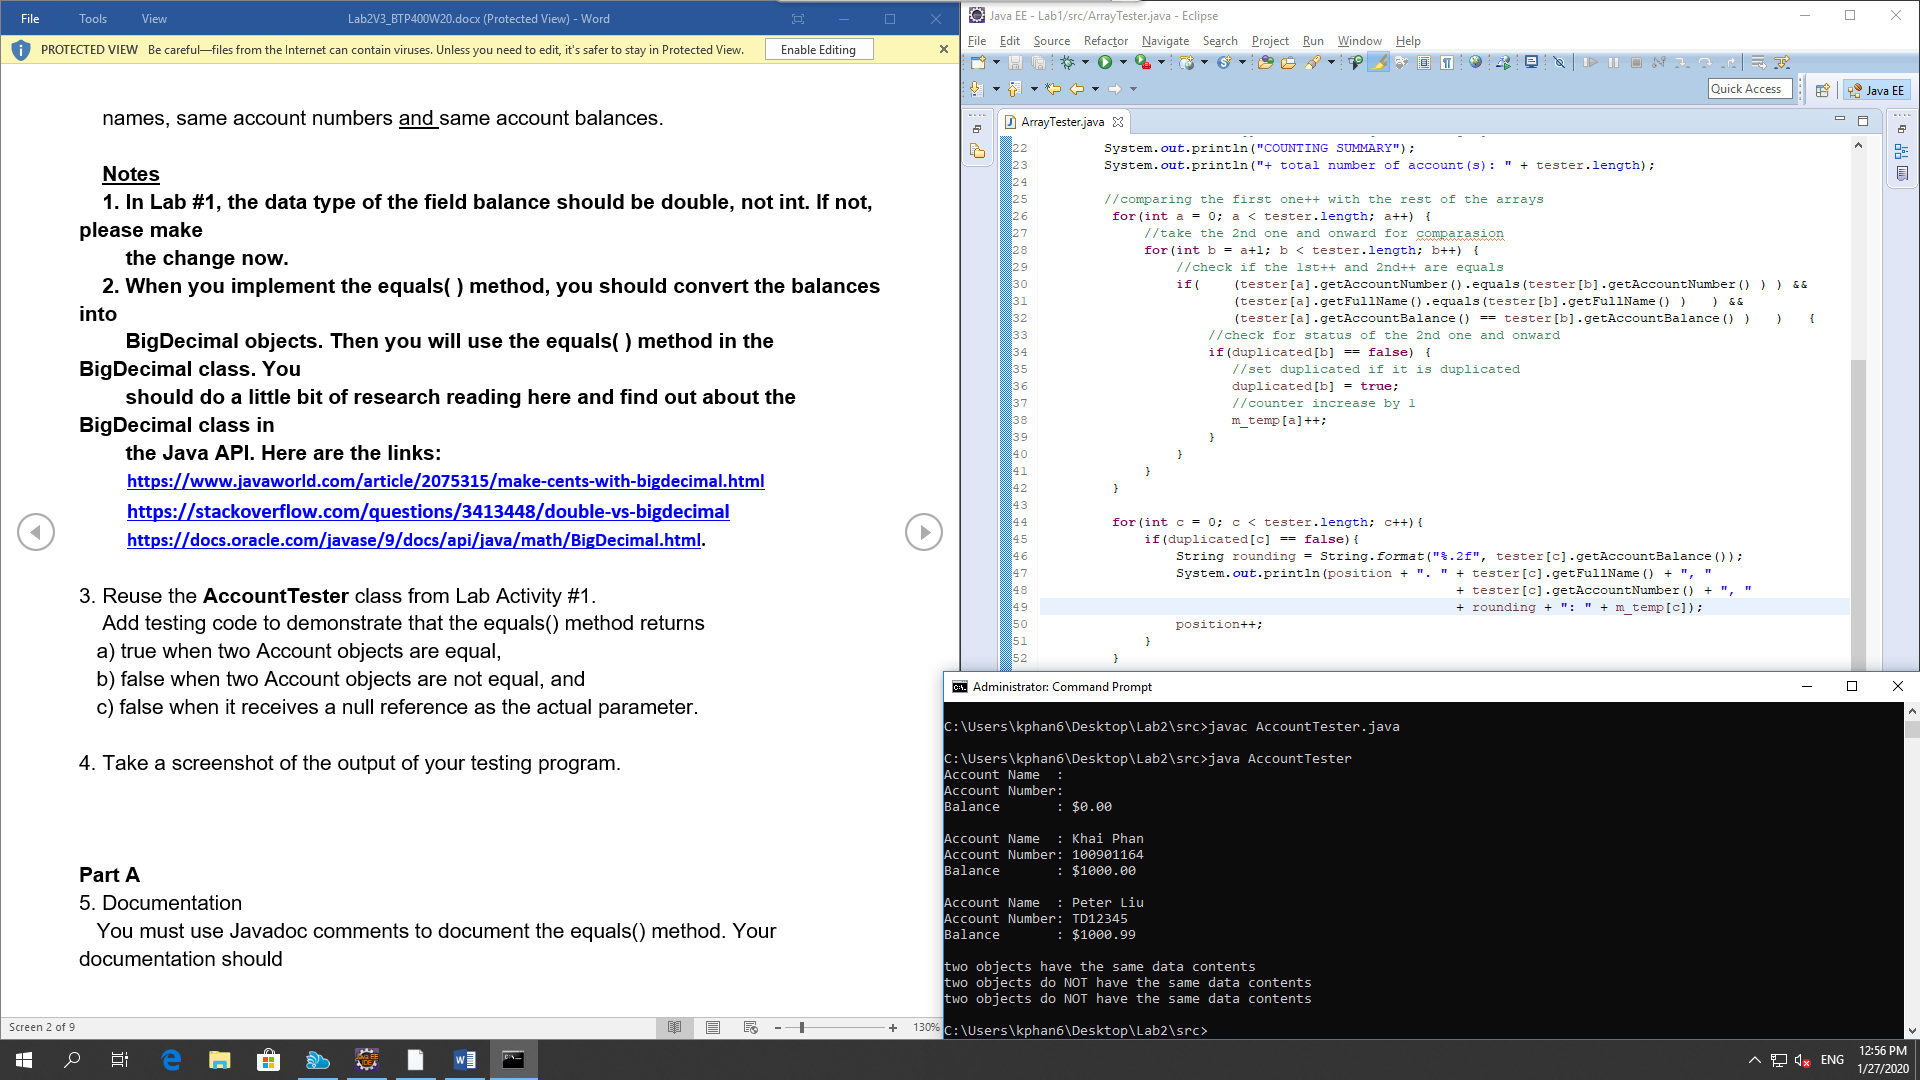 File Tools View Lab2V3_BTP400W20.docx (Protected View) - Word
PROTECTED VIEW Be careful—files from the Internet can contain viruses. Unless you need to edit, it's safer to stay in Protected View. Enable Editing
names, same account numbers and same account balances.
Notes
1. In Lab #1, the data type of the field balance should be double, not int. If not,
please make
the change now.
2. When you implement the equals( ) method, you should convert the balances
into
BigDecimal objects. Then you will use the equals( ) method in the
BigDecimal class. You
should do a little bit of research reading here and find out about the
BigDecimal class in
the Java API. Here are the links:
https://www.javaworld.com/article/2075315/make-cents-with-bigdecimal.html
https://stackoverflow.com/questions/3413448/double-vs-bigdecimal
https://docs.oracle.com/javase/9/docs/api/java/math/BigDecimal.html.
3. Reuse the AccountTester class from Lab Activity #1.
Add testing code to demonstrate that the equals() method returns
a) true when two Account objects are equal,
b) false when two Account objects are not equal, and
c) false when it receives a null reference as the actual parameter.
4. Take a screenshot of the output of your testing program.
Part A
5. Documentation
You must use Javadoc comments to document the equals() method. Your
documentation should
Screen 2 of 9
130%
Java EE - Lab1/src/ArrayTester.java - Eclipse
File Edit Source Refactor Navigate Search Project Run Window Help
Quick Access
Java EE
ArrayTester.java
22 System.out.println("COUNTING SUMMARY");
23 System.out.println("+ total number of account(s): " + tester.length);
24
25 //comparing the first one++ with the rest of the arrays
26 for(int a = 0; a < tester.length; a++) {
27 //take the 2nd one and onward for comparasion
28 for(int b = a+1; b < tester.length; b++) {
29 //check if the 1st++ and 2nd++ are equals
30 if( (tester[a].getAccountNumber().equals(tester[b].getAccountNumber() ) ) &&
31 (tester[a].getFullName().equals(tester[b].getFullName() ) ) &&
32 (tester[a].getAccountBalance() == tester[b].getAccountBalance() ) ) {
33 //check for status of the 2nd one and onward
34 if(duplicated[b] == false) {
35 //set duplicated if it is duplicated
36 duplicated[b] = true;
37 //counter increase by 1
38 m_temp[a]++;
39 }
40 }
41 }
42 }
43
44 for(int c = 0; c < tester.length; c++){
45 if(duplicated[c] == false){
46 String rounding = String.format("%.2f", tester[c].getAccountBalance());
47 System.out.println(position + ". " + tester[c].getFullName() + ", "
48 + tester[c].getAccountNumber() + ", "
49 + rounding + ": " + m_temp[c]);
50 position++;
51 }
52 }
Administrator: Command Prompt
C:\Users\kphan6\Desktop\Lab2\src>javac AccountTester.java
C:\Users\kphan6\Desktop\Lab2\src>java AccountTester
Account Name :
Account Number:
Balance : $0.00
Account Name : Khai Phan
Account Number: 100901164
Balance : $1000.00
Account Name : Peter Liu
Account Number: TD12345
Balance : $1000.99
two objects have the same data contents
two objects do NOT have the same data contents
two objects do NOT have the same data contents
C:\Users\kphan6\Desktop\Lab2\src>
ENG
12:56 PM
1/27/2020